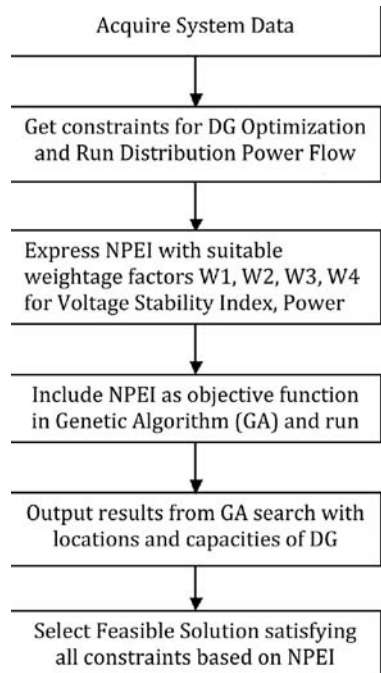 Acquire System Data
Get constraints for DG Optimization
and Run Distribution Power Flow
Express NPEI with suitable
weightage factors W1, W2, W3, W4
for Voltage Stability Index, Power
Include NPEI as objective function
in Genetic Algorithm (GA) and run
Output results from GA search with
locations and capacities of DG
Select Feasible Solution satisfying
all constraints based on NPEI